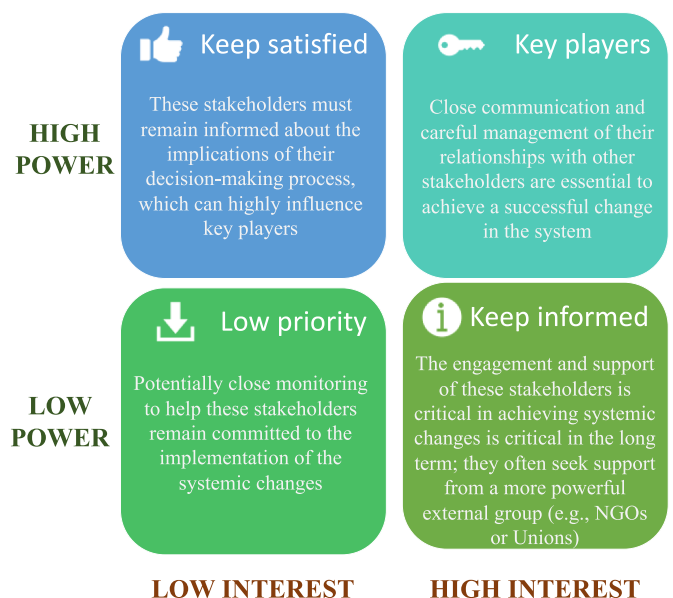 HIGH
POWER
Keep satisfied
These stakeholders must
remain informed about the
implications of their
decision-making process,
which can highly influence
key players
Key players
Close communication and
careful management of their
relationships with other
stakeholders are essential to
achieve a successful change
in the system
LOW
POWER
Low priority
Potentially close monitoring
to help these stakeholders
remain committed to the
implementation of the
systemic changes
Keep informed
The engagement and support
of these stakeholders is
critical in achieving systemic
changes is critical in the long
term; they often seek support
from a more powerful
external group (e.g., NGOs
or Unions)
LOW INTEREST
HIGH INTEREST